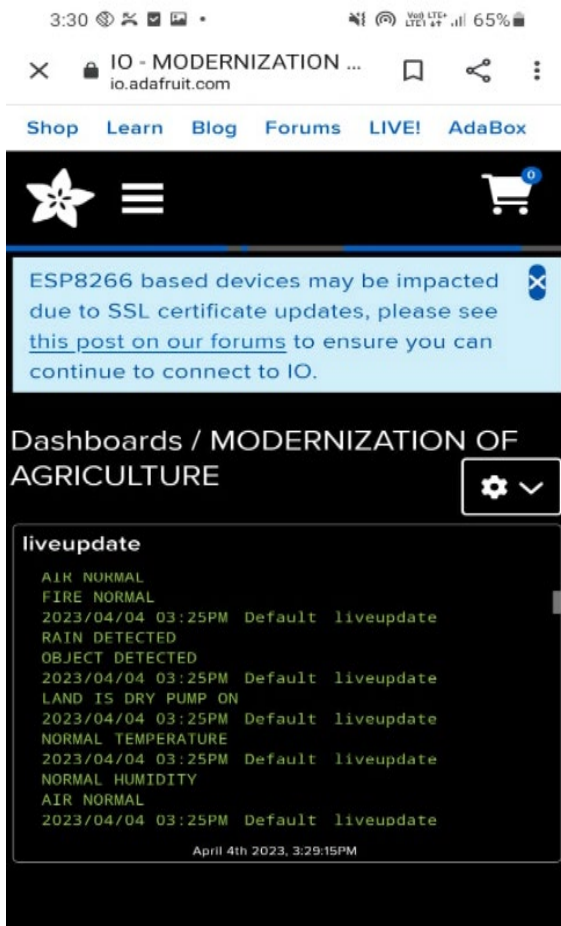 3:30
Vo) LTE+ 65%
LTE1
IO - MODERNIZATION ...
io.adafruit.com
Shop Learn Blog Forums LIVE! AdaBox
0
ESP8266 based devices may be impacted
due to SSL certificate updates, please see
this post on our forums to ensure you can
continue to connect to IO.
Dashboards / MODERNIZATION OF
AGRICULTURE
liveupdate
AIR NORMAL
FIRE NORMAL
2023/04/04 03:25PM Default liveupdate
RAIN DETECTED
OBJECT DETECTED
2023/04/04 03:25PM Default liveupdate
LAND IS DRY PUMP ON
2023/04/04 03:25PM Default liveupdate
NORMAL TEMPERATURE
2023/04/04 03:25PM Default liveupdate
NORMAL HUMIDITY
AIR NORMAL
2023/04/04 03:25PM Default liveupdate
April 4th 2023, 3:29:15PM